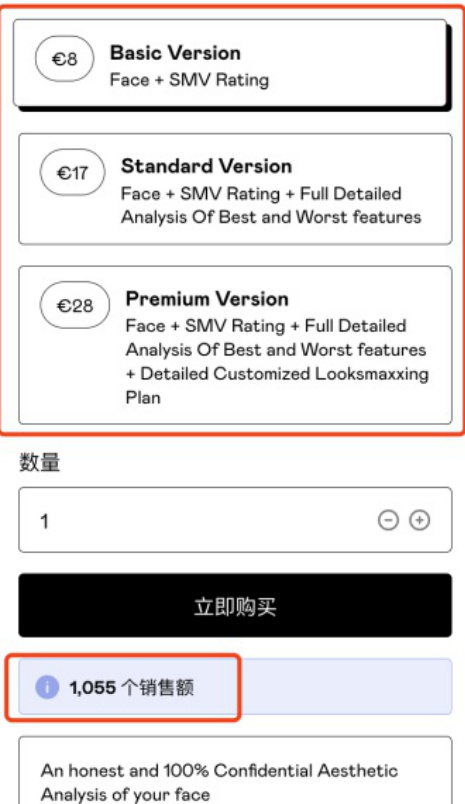 €8
Basic Version
Face + SMV Rating
€17
Standard Version
Face + SMV Rating + Full Detailed
Analysis Of Best and Worst features
€28
Premium Version
Face + SMV Rating + Full Detailed
Analysis Of Best and Worst features
+ Detailed Customized Looksmaxxing
Plan
数量
1
立即购买
1,055 个销售额
An honest and 100% Confidential Aesthetic
Analysis of your face